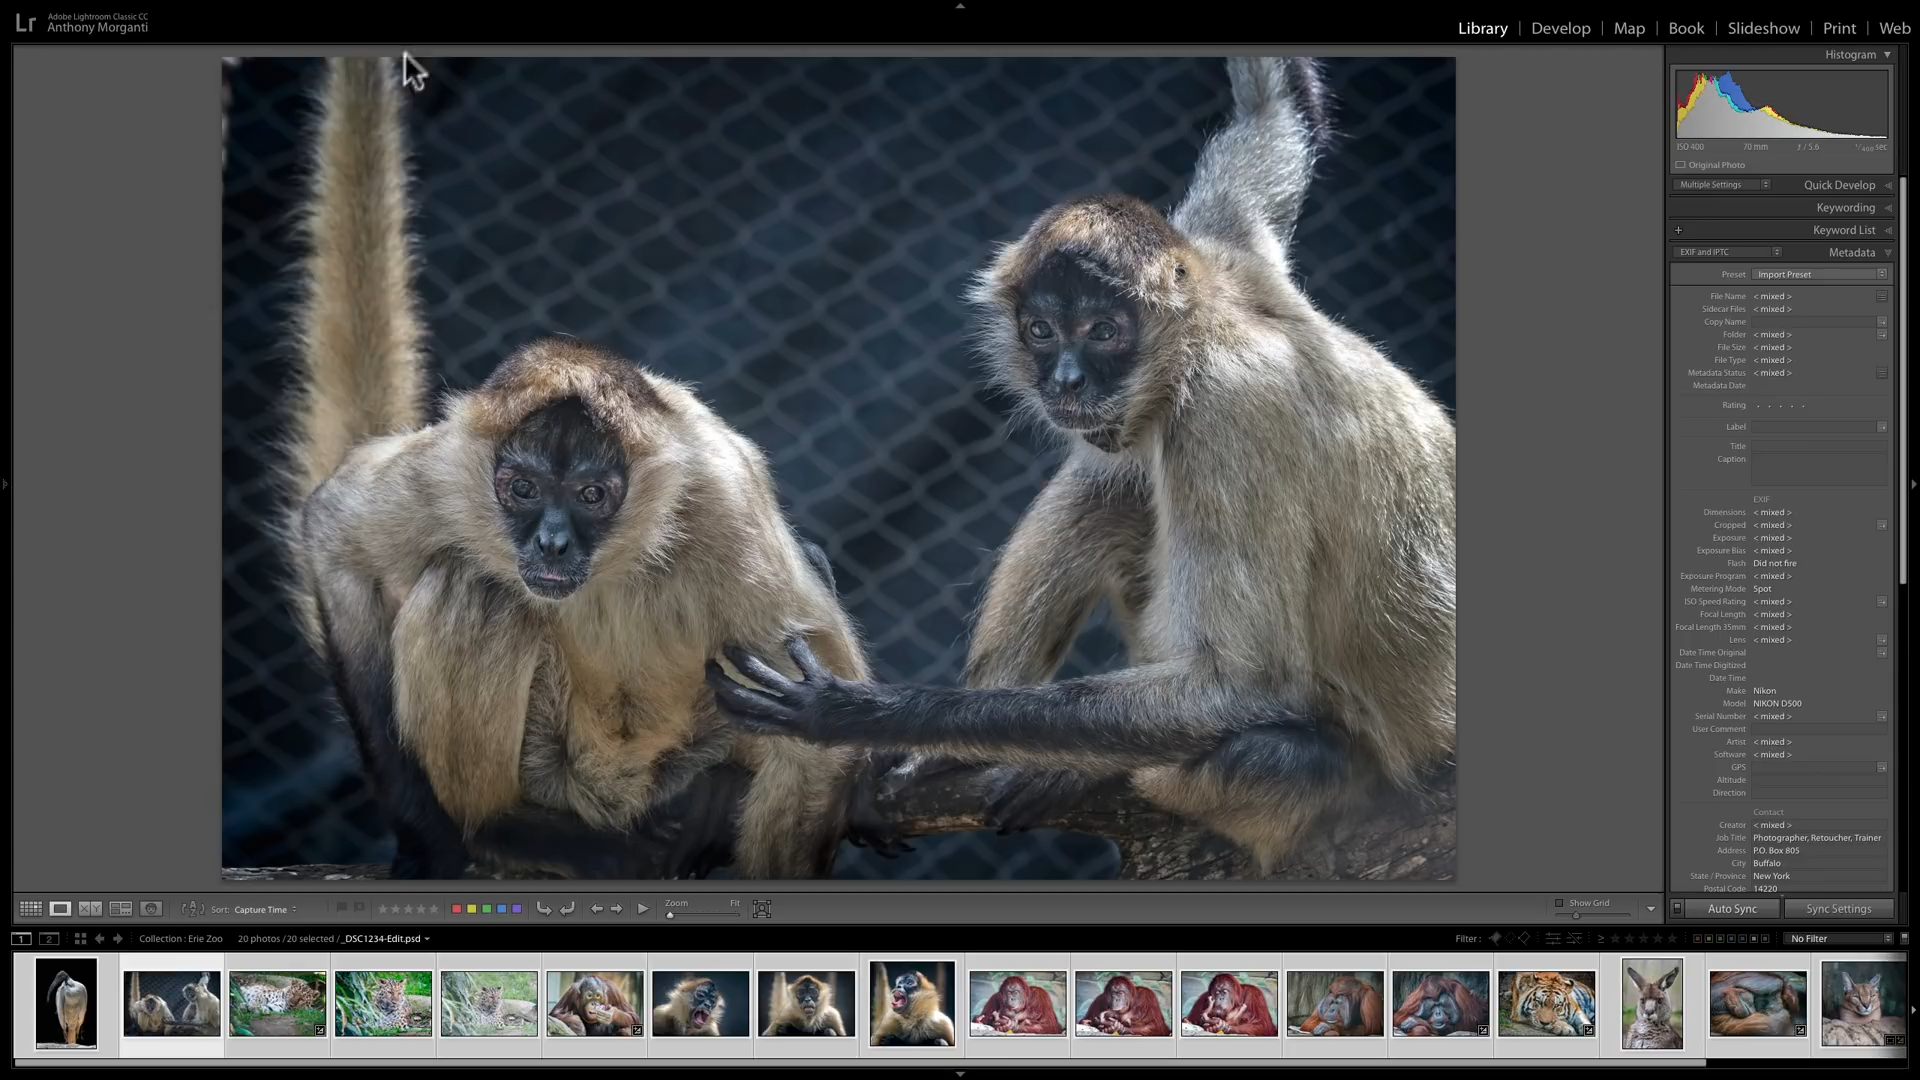 Lr
Adobe Lightroom Classic CC
Anthony Morganti
Library | Develop | Map | Book | Slideshow | Print | Web
Histogram
ISO 400 70 mm ƒ / 5.6 1/400 sec
Original Photo
Multiple Settings Quick Develop
Keywording
+ Keyword List
EXIF and IPTC Metadata
Preset Import Preset
File Name < mixed >
Sidecar Files < mixed >
Copy Name
Folder < mixed >
File Size < mixed >
File Type < mixed >
Metadata Status < mixed >
Metadata Date
Rating . . . . .
Label
Title
Caption
EXIF
Dimensions < mixed >
Cropped < mixed >
Exposure < mixed >
Exposure Bias < mixed >
Flash Did not fire
Exposure Program < mixed >
Metering Mode Spot
ISO Speed Rating < mixed >
Focal Length < mixed >
Focal Length 35mm < mixed >
Lens < mixed >
Date Time Original
Date Time Digitized
Date Time
Make Nikon
Model NIKON D500
Serial Number < mixed >
User Comment
Artist < mixed >
Software < mixed >
GPS
Altitude
Direction
Contact
Creator < mixed >
Job Title Photographer, Retoucher, Trainer
Address P.O. Box 805
City Buffalo
State / Province New York
Postal Code 14220
X Y Sort: Capture Time Zoom Fit Show Grid
Auto Sync Sync Settings
1 2 Collection : Erie Zoo 20 photos / 20 selected / _DSC1234-Edit.psd Filter : ≥ No Filter